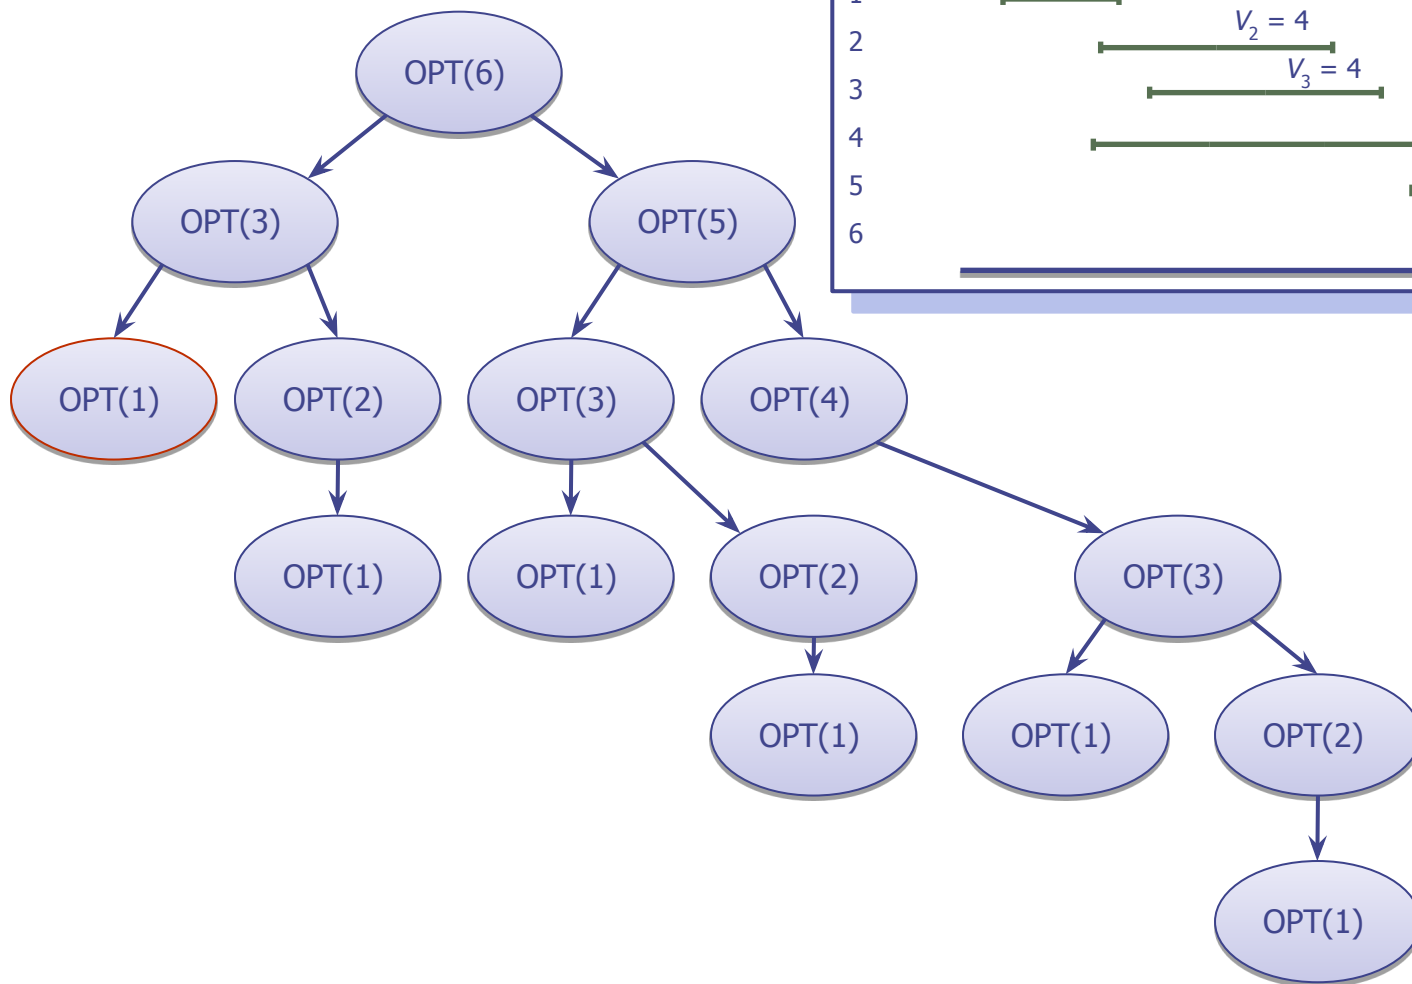 1
V2 = 4
2
V3 = 4
3
4
5
6
OPT(6)
OPT(3)
OPT(5)
OPT(1)
OPT(2)
OPT(3)
OPT(4)
OPT(1)
OPT(1)
OPT(2)
OPT(3)
OPT(1)
OPT(1)
OPT(2)
OPT(1)